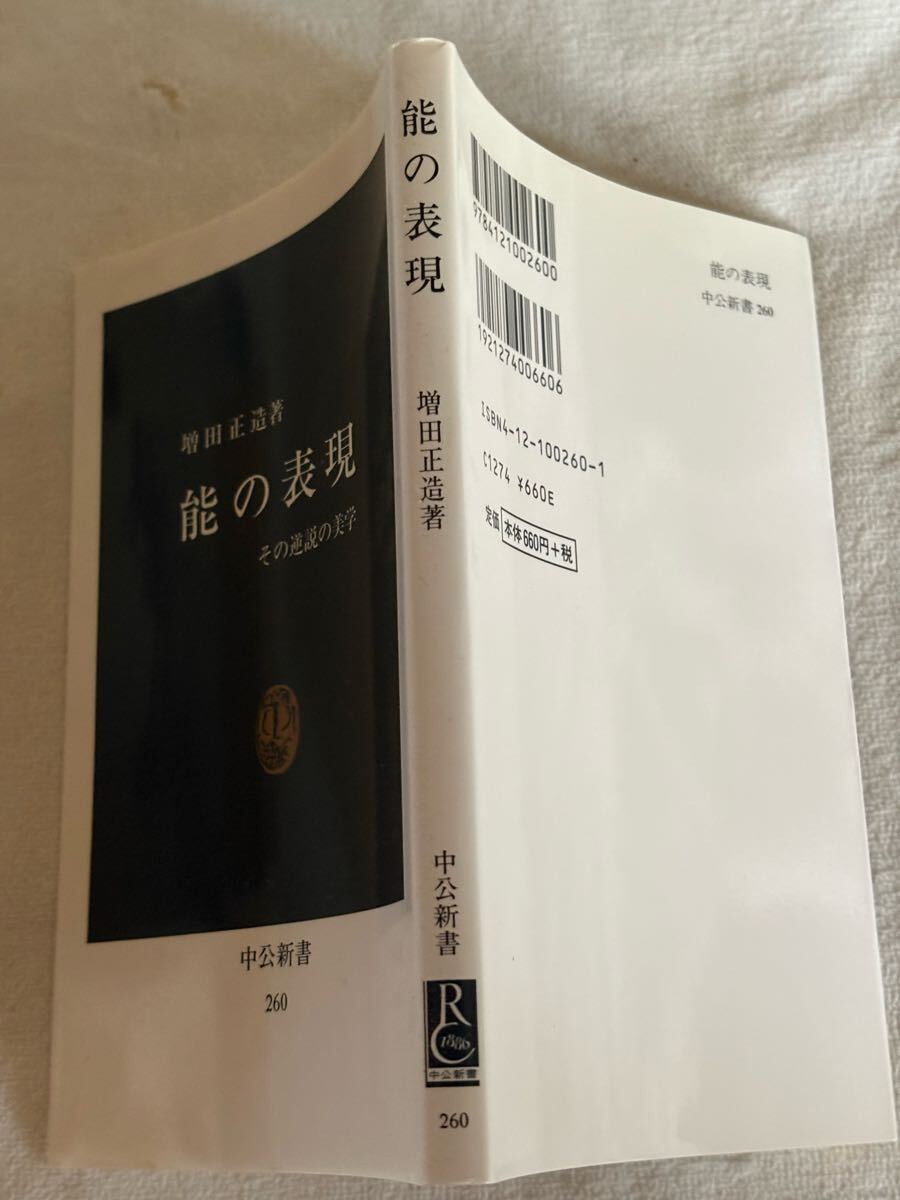 増田正造著
能の表現
その逆説の美学
中公新書
260
能の表現
増田正造著
中公新書
RC
1886
中公新書
260
9784121002600
1921274006606
ISBN4-12-100260-1
C1274 ¥660E
定価 本体660円+税
能の表現
中公新書 260